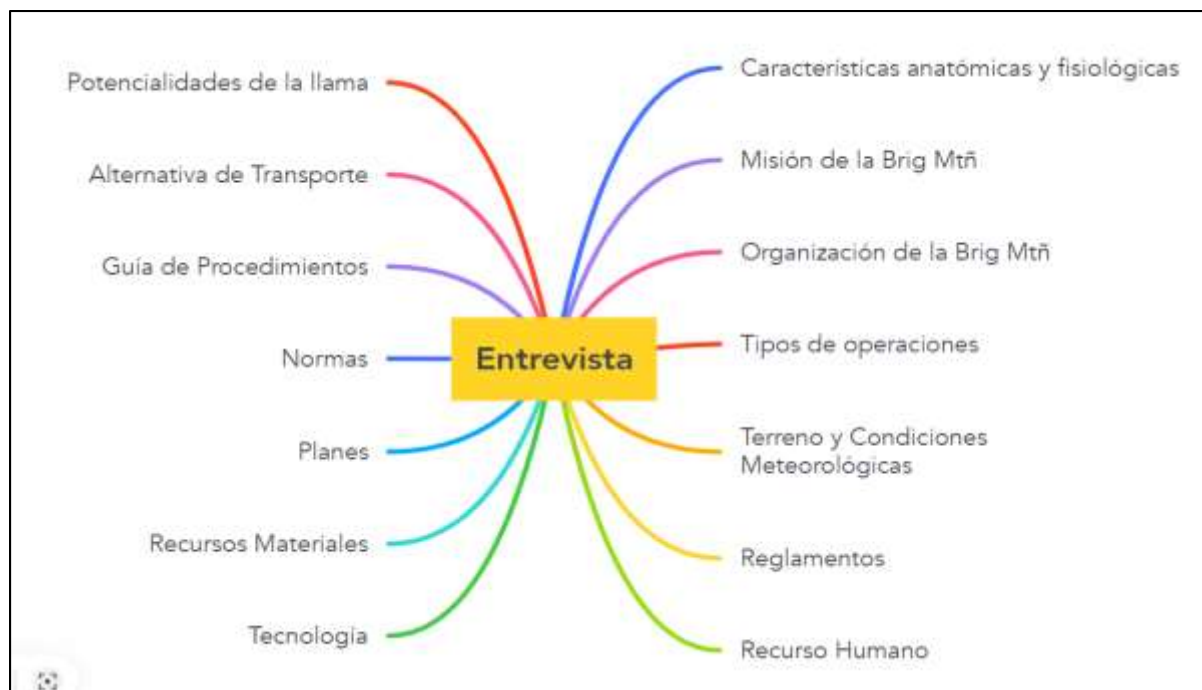 Potencialidades de la llama
Alternativa de Transporte
Guía de Procedimientos
Normas
Planes
Recursos Materiales
Tecnología
Entrevista
Características anatómicas y fisiológicas
Misión de la Brig Mtñ
Organización de la Brig Mtñ
Tipos de operaciones
Terreno y Condiciones
Meteorológicas
Reglamentos
Recurso Humano